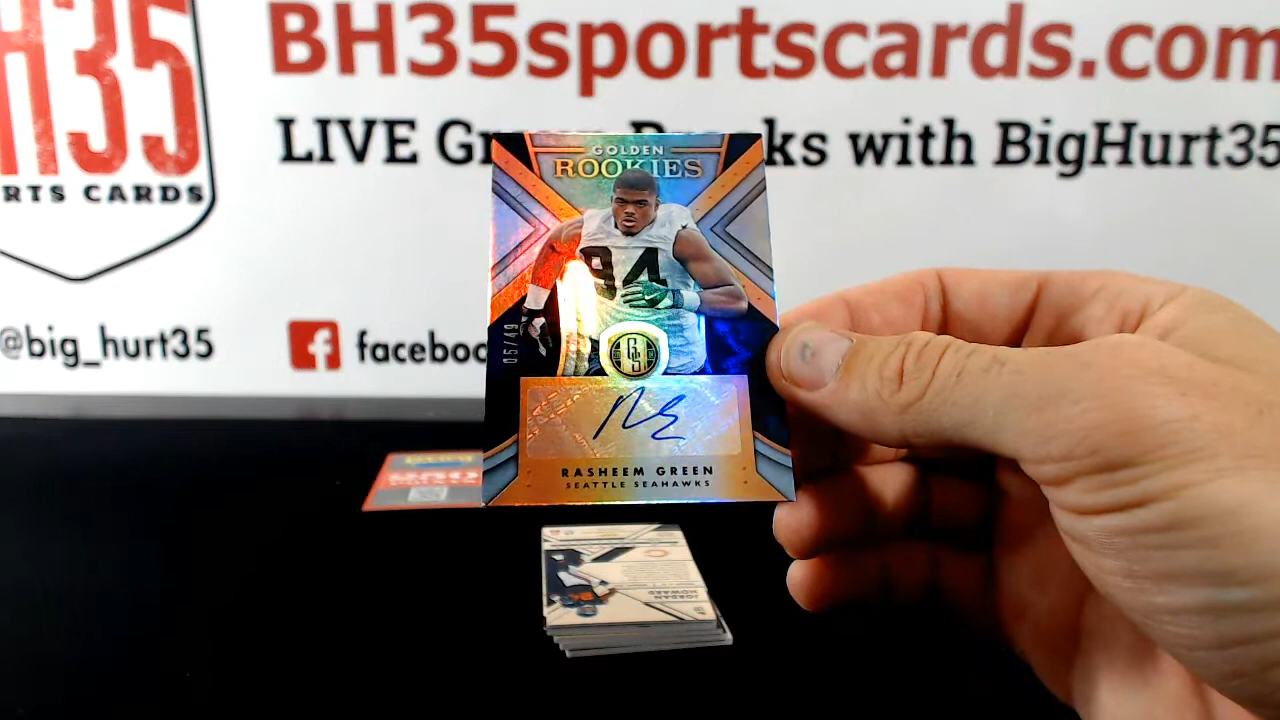 BH35sportscards.com
H35
LIVE Gr ks with BigHurt35
RTS CARDS
@big_hurt35
f faceboo
GOLDEN
ROOKIES
94
05/49
GS
RASHEEM GREEN
SEATTLE SEAHAWKS
JORDAN
HOWARD